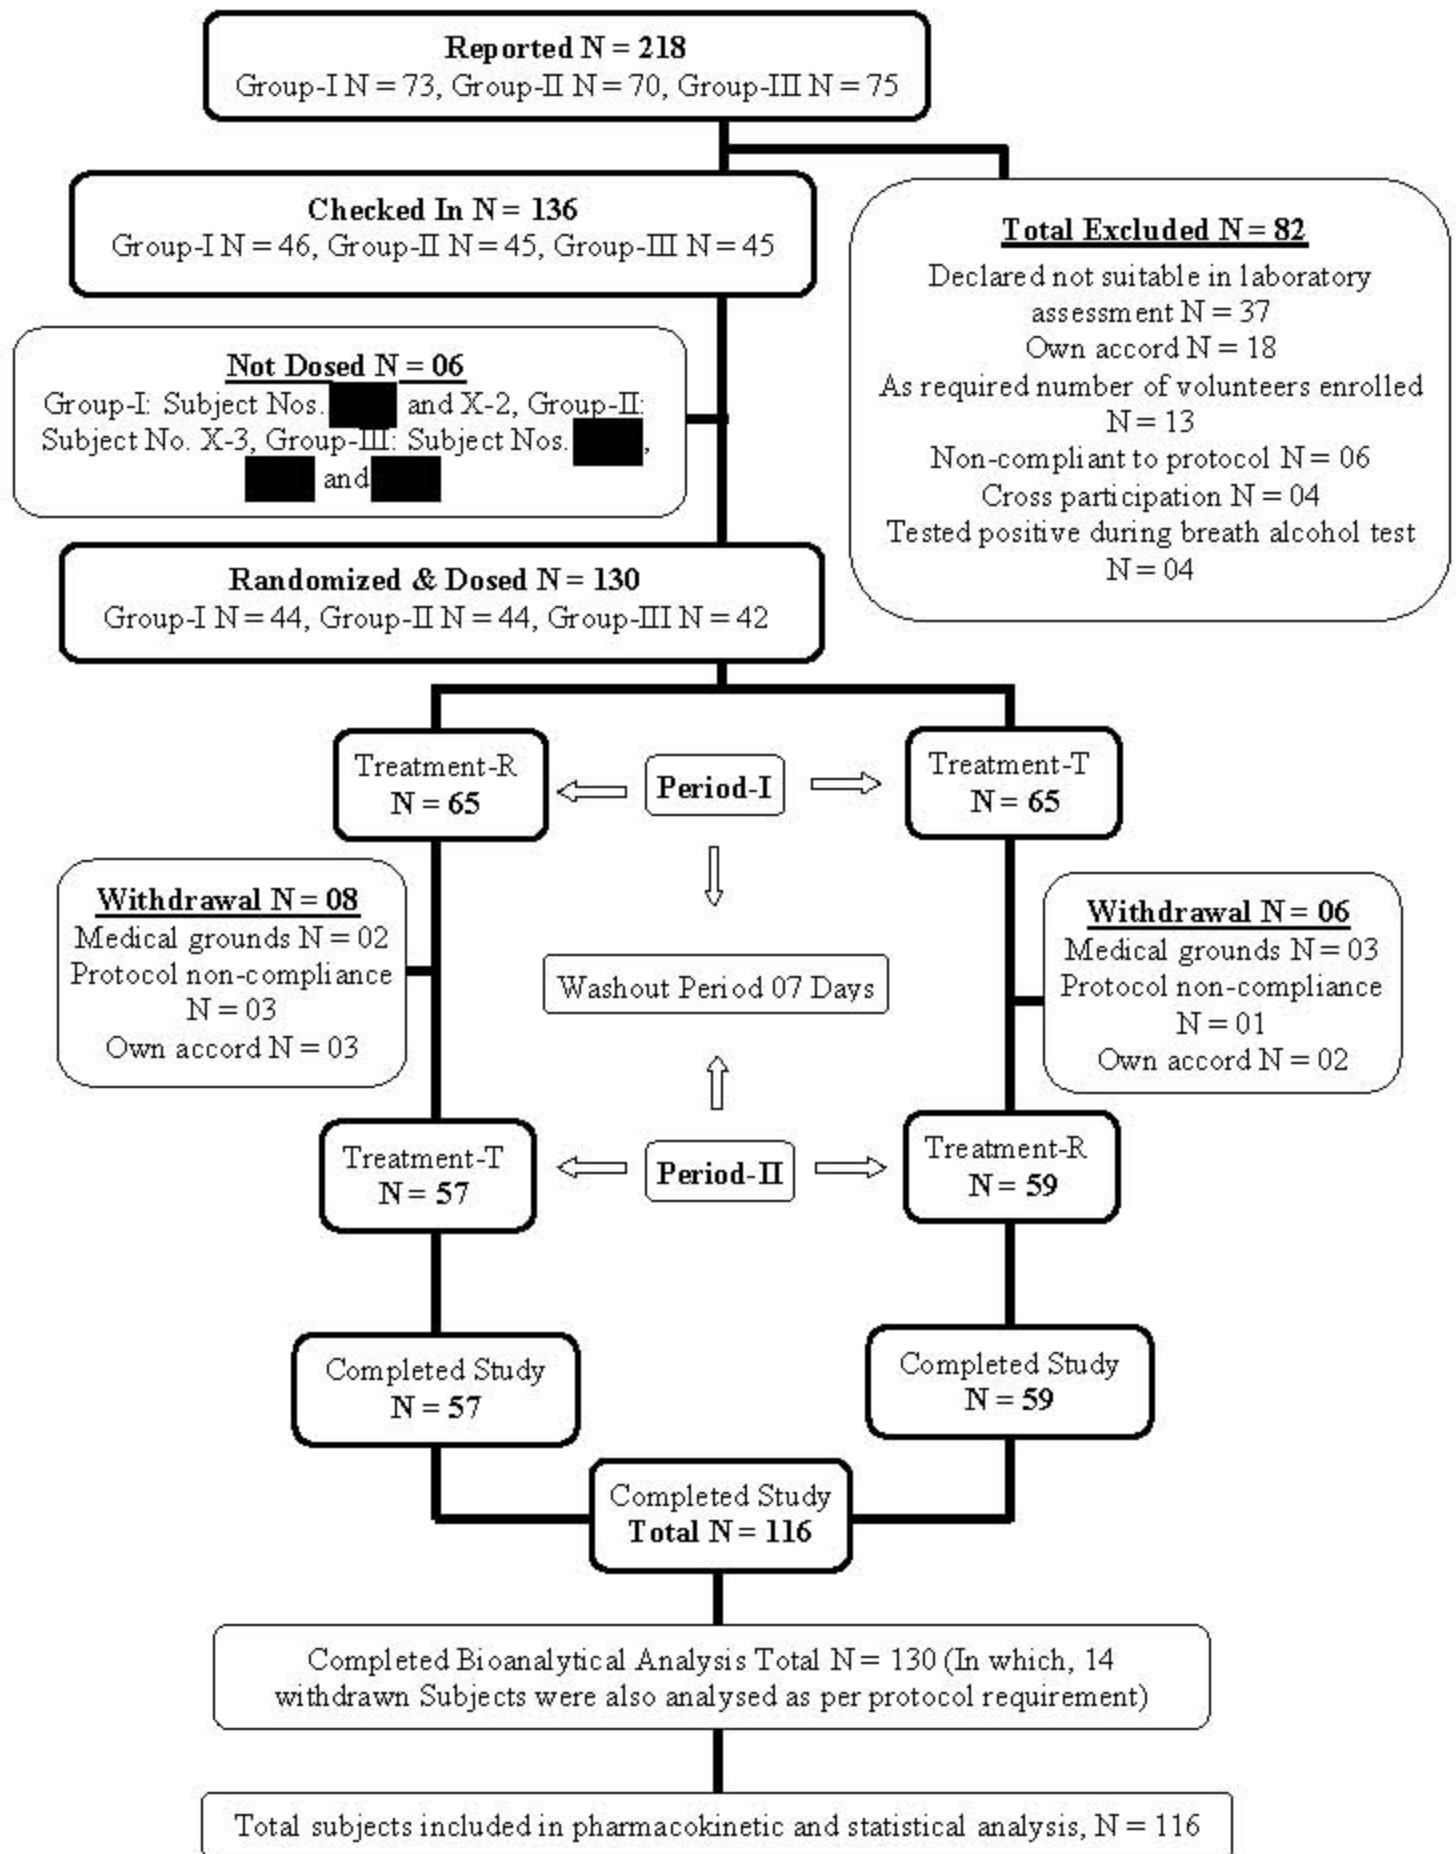 Reported N = 218
Group-I N = 73, Group-II N = 70, Group-III N = 75
Checked In N = 136
Group-I N = 46, Group-II N = 45, Group-III N = 45
Total Excluded N = 82
Declared not suitable in laboratory
assessment N = 37
Own accord N = 18
As required number of volunteers enrolled
N = 13
Non-compliant to protocol N = 06
Cross participation N = 04
Tested positive during breath alcohol test
N = 04
Not Dosed N = 06
Group-I: Subject Nos. and X-2, Group-II:
Subject No. X-3, Group-III: Subject Nos. ,
and
Randomized & Dosed N = 130
Group-I N = 44, Group-II N = 44, Group-III N = 42
Treatment-R
N = 65
Period-I
Treatment-T
N = 65
Withdrawal N = 08
Medical grounds N = 02
Protocol non-compliance
N = 03
Own accord N = 03
Washout Period 07 Days
Withdrawal N = 06
Medical grounds N = 03
Protocol non-compliance
N = 01
Own accord N = 02
Treatment-T
N = 57
Period-II
Treatment-R
N = 59
Completed Study
N = 57
Completed Study
N = 59
Completed Study
Total N = 116
Completed Bioanalytical Analysis Total N = 130 (In which, 14
withdrawn Subjects were also analysed as per protocol requirement)
Total subjects included in pharmacokinetic and statistical analysis, N = 116